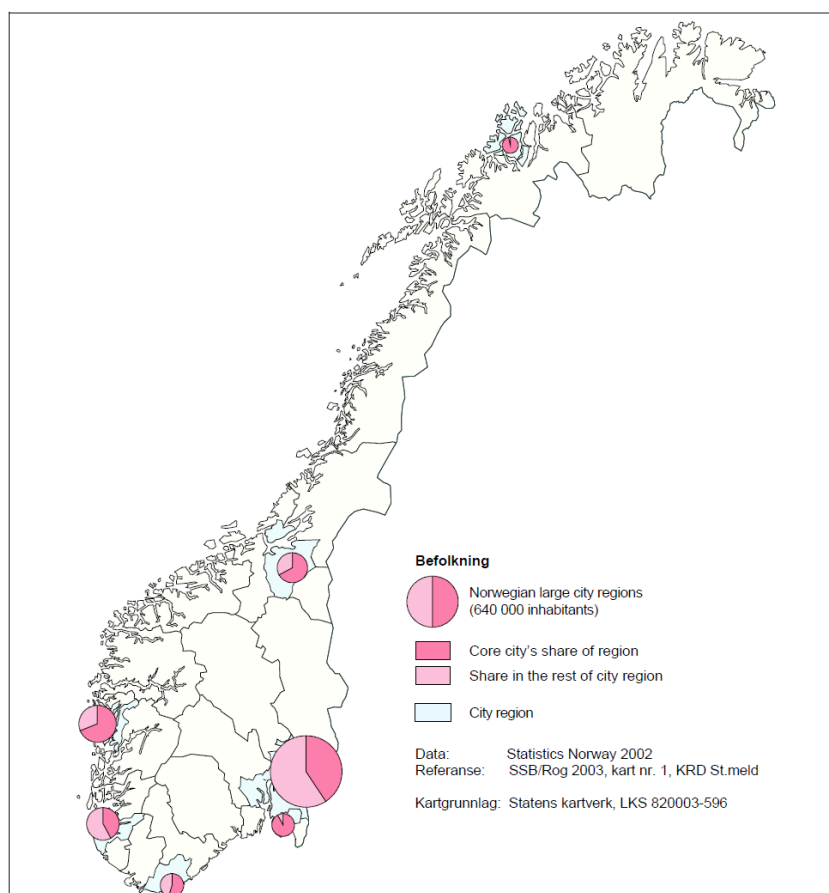 Befolkning
Norwegian large city regions
(640 000 inhabitants)
Core city's share of region
Share in the rest of city region
City region
Data: Statistics Norway 2002
Referanse: SSB/Rog 2003, kart nr. 1, KRD St.meld
Kartgrunnlag: Statens kartverk, LKS 820003-596